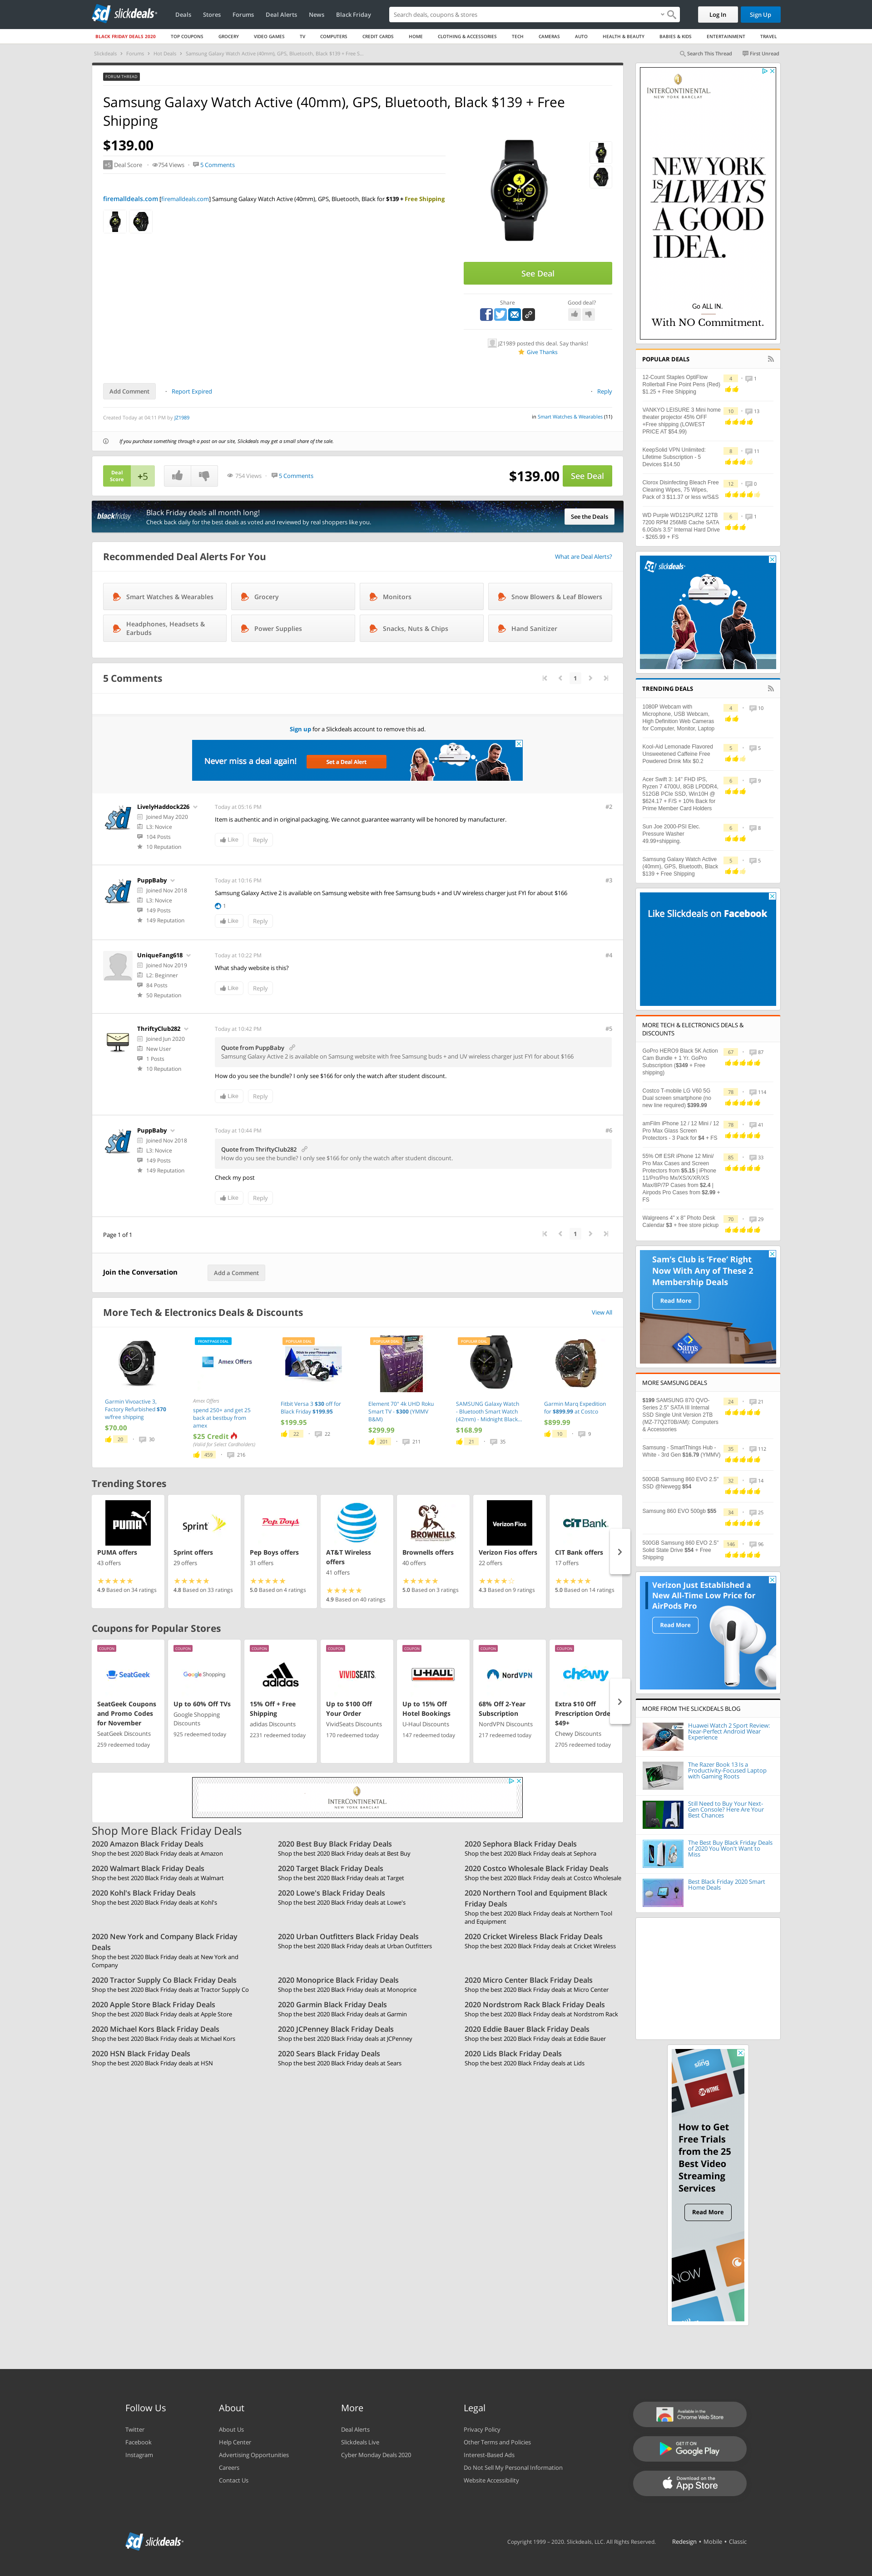 slickdeals
Deals
Stores
Forums
Deal Alerts
News
Black Friday
Search deals, coupons & stores
Log In
Sign Up
BLACK FRIDAY DEALS 2020
TOP COUPONS
GROCERY
VIDEO GAMES
TV
COMPUTERS
CREDIT CARDS
HOME
CLOTHING & ACCESSORIES
TECH
CAMERAS
AUTO
HEALTH & BEAUTY
BABIES & KIDS
ENTERTAINMENT
TRAVEL
Slickdeals
Forums
Hot Deals
Samsung Galaxy Watch Active (40mm), GPS, Bluetooth, Black $139 + Free S...
Search This Thread
First Unread
FORUM THREAD
Samsung Galaxy Watch Active (40mm), GPS, Bluetooth, Black $139 + Free
Shipping
$139.00
+5 Deal Score
754 Views
5 Comments
firemalldeals.com [firemalldeals.com] Samsung Galaxy Watch Active (40mm), GPS, Bluetooth, Black for $139 + Free Shipping
See Deal
Share
Good deal?
JZ1989 posted this deal. Say thanks!
Give Thanks
Add Comment
Report Expired
Reply
Created Today at 04:11 PM by JZ1989
in Smart Watches & Wearables (11)
If you purchase something through a post on our site, Slickdeals may get a small share of the sale.
Deal
Score
+5
754 Views
5 Comments
$139.00
See Deal
blackfriday
Black Friday deals all month long!
Check back daily for the best deals as voted and reviewed by real shoppers like you.
See the Deals
Recommended Deal Alerts For You
What are Deal Alerts?
Smart Watches & Wearables
Grocery
Monitors
Snow Blowers & Leaf Blowers
Headphones, Headsets &
Earbuds
Power Supplies
Snacks, Nuts & Chips
Hand Sanitizer
5 Comments
1
Sign up for a Slickdeals account to remove this ad.
Never miss a deal again!
Set a Deal Alert
LivelyHaddock226
Joined May 2020
L3: Novice
104 Posts
10 Reputation
Today at 05:16 PM
#2
Item is authentic and in original packaging. We cannot guarantee warranty will be honored by manufacturer.
Like
Reply
PuppBaby
Joined Nov 2018
L3: Novice
149 Posts
149 Reputation
Today at 10:16 PM
#3
Samsung Galaxy Active 2 is available on Samsung website with free Samsung buds + and UV wireless charger just FYI for about $166
1
Like
Reply
UniqueFang618
Joined Nov 2019
L2: Beginner
84 Posts
50 Reputation
Today at 10:22 PM
#4
What shady website is this?
Like
Reply
ThriftyClub282
Joined Jun 2020
New User
1 Posts
10 Reputation
Today at 10:42 PM
#5
Quote from PuppBaby
Samsung Galaxy Active 2 is available on Samsung website with free Samsung buds + and UV wireless charger just FYI for about $166
How do you see the bundle? I only see $166 for only the watch after student discount.
Like
Reply
PuppBaby
Joined Nov 2018
L3: Novice
149 Posts
149 Reputation
Today at 10:44 PM
#6
Quote from ThriftyClub282
How do you see the bundle? I only see $166 for only the watch after student discount.
Check my post
Like
Reply
Page 1 of 1
1
Join the Conversation
Add a Comment
More Tech & Electronics Deals & Discounts
View All
Garmin Vivoactive 3,
Factory Refurbished $70
w/free shipping
$70.00
20
30
FRONTPAGE DEAL
Amex Offers
Amex Offers
spend 250+ and get 25
back at bestbuy from
amex
$25 Credit
(Valid for Select Cardholders)
459
216
POPULAR DEAL
Fitbit Versa 3 $30 off for
Black Friday $199.95
$199.95
22
22
POPULAR DEAL
Element 70" 4k UHD Roku
Smart TV - $300 (YMMV
B&M)
$299.99
201
211
POPULAR DEAL
SAMSUNG Galaxy Watch
- Bluetooth Smart Watch
(42mm) - Midnight Black...
$168.99
21
35
Garmin Marq Expedition
for $899.99 at Costco
$899.99
10
9
Trending Stores
PUMA
PUMA offers
43 offers
4.9 Based on 34 ratings
Sprint
Sprint offers
29 offers
4.8 Based on 33 ratings
Pep Boys
Pep Boys offers
31 offers
5.0 Based on 4 ratings
AT&T Wireless
offers
41 offers
4.9 Based on 40 ratings
BROWNELLS
Brownells offers
40 offers
5.0 Based on 3 ratings
Verizon Fios
Verizon Fios offers
22 offers
4.3 Based on 9 ratings
CIT Bank
CIT Bank offers
17 offers
5.0 Based on 14 ratings
Coupons for Popular Stores
COUPON
SeatGeek
SeatGeek Coupons
and Promo Codes
for November
SeatGeek Discounts
259 redeemed today
COUPON
Google Shopping
Up to 60% Off TVs
Google Shopping
Discounts
925 redeemed today
COUPON
adidas
15% Off + Free
Shipping
adidas Discounts
2231 redeemed today
COUPON
VIVIDSEATS
Up to $100 Off
Your Order
VividSeats Discounts
170 redeemed today
COUPON
U-HAUL
Up to 15% Off
Hotel Bookings
U-Haul Discounts
147 redeemed today
COUPON
NordVPN
68% Off 2-Year
Subscription
NordVPN Discounts
217 redeemed today
COUPON
chewy
Extra $10 Off
Prescription Orde
$49+
Chewy Discounts
2705 redeemed today
INTERCONTINENTAL
NEW YORK BARCLAY
Shop More Black Friday Deals
2020 Amazon Black Friday Deals
Shop the best 2020 Black Friday deals at Amazon
2020 Best Buy Black Friday Deals
Shop the best 2020 Black Friday deals at Best Buy
2020 Sephora Black Friday Deals
Shop the best 2020 Black Friday deals at Sephora
2020 Walmart Black Friday Deals
Shop the best 2020 Black Friday deals at Walmart
2020 Target Black Friday Deals
Shop the best 2020 Black Friday deals at Target
2020 Costco Wholesale Black Friday Deals
Shop the best 2020 Black Friday deals at Costco Wholesale
2020 Kohl's Black Friday Deals
Shop the best 2020 Black Friday deals at Kohl's
2020 Lowe's Black Friday Deals
Shop the best 2020 Black Friday deals at Lowe's
2020 Northern Tool and Equipment Black
Friday Deals
Shop the best 2020 Black Friday deals at Northern Tool
and Equipment
2020 New York and Company Black Friday
Deals
Shop the best 2020 Black Friday deals at New York and
Company
2020 Urban Outfitters Black Friday Deals
Shop the best 2020 Black Friday deals at Urban Outfitters
2020 Cricket Wireless Black Friday Deals
Shop the best 2020 Black Friday deals at Cricket Wireless
2020 Tractor Supply Co Black Friday Deals
Shop the best 2020 Black Friday deals at Tractor Supply Co
2020 Monoprice Black Friday Deals
Shop the best 2020 Black Friday deals at Monoprice
2020 Micro Center Black Friday Deals
Shop the best 2020 Black Friday deals at Micro Center
2020 Apple Store Black Friday Deals
Shop the best 2020 Black Friday deals at Apple Store
2020 Garmin Black Friday Deals
Shop the best 2020 Black Friday deals at Garmin
2020 Nordstrom Rack Black Friday Deals
Shop the best 2020 Black Friday deals at Nordstrom Rack
2020 Michael Kors Black Friday Deals
Shop the best 2020 Black Friday deals at Michael Kors
2020 JCPenney Black Friday Deals
Shop the best 2020 Black Friday deals at JCPenney
2020 Eddie Bauer Black Friday Deals
Shop the best 2020 Black Friday deals at Eddie Bauer
2020 HSN Black Friday Deals
Shop the best 2020 Black Friday deals at HSN
2020 Sears Black Friday Deals
Shop the best 2020 Black Friday deals at Sears
2020 Lids Black Friday Deals
Shop the best 2020 Black Friday deals at Lids
INTERCONTINENTAL
NEW YORK BARCLAY
NEW YORK
IS ALWAYS
A GOOD
IDEA.
Go ALL IN.
With NO Commitment.
POPULAR DEALS
12-Count Staples OptiFlow
Rollerball Fine Point Pens (Red)
$1.25 + Free Shipping
4
1
VANKYO LEISURE 3 Mini home
theater projector 45% OFF
+Free shipping (LOWEST
PRICE AT $54.99)
10
13
KeepSolid VPN Unlimited:
Lifetime Subscription - 5
Devices $14.50
8
11
Clorox Disinfecting Bleach Free
Cleaning Wipes, 75 Wipes,
Pack of 3 $11.37 or less w/S&S
12
0
WD Purple WD121PURZ 12TB
7200 RPM 256MB Cache SATA
6.0Gb/s 3.5" Internal Hard Drive
- $265.99 + FS
6
1
slickdeals
TRENDING DEALS
1080P Webcam with
Microphone, USB Webcam,
High Definition Web Cameras
for Computer, Monitor, Laptop
4
10
Kool-Aid Lemonade Flavored
Unsweetened Caffeine Free
Powdered Drink Mix $0.2
5
5
Acer Swift 3: 14" FHD IPS,
Ryzen 7 4700U, 8GB LPDDR4,
512GB PCIe SSD, Win10H @
$624.17 + F/S + 10% Back for
Prime Member Card Holders
6
9
Sun Joe 2000-PSI Elec.
Pressure Washer
49.99+shipping.
6
8
Samsung Galaxy Watch Active
(40mm), GPS, Bluetooth, Black
$139 + Free Shipping
5
5
Like Slickdeals on Facebook
MORE TECH & ELECTRONICS DEALS &
DISCOUNTS
GoPro HERO9 Black 5K Action
Cam Bundle + 1 Yr. GoPro
Subscription ($349 + Free
shipping)
67
87
Costco T-mobile LG V60 5G
Dual screen smartphone (no
new line required) $399.99
78
114
amFilm iPhone 12 / 12 Mini / 12
Pro Max Glass Screen
Protectors - 3 Pack for $4 + FS
78
41
55% Off ESR iPhone 12 Mini/
Pro Max Cases and Screen
Protectors from $5.15 | iPhone
11/Pro/Pro Mx/XS/X/XR/XS
Max/8P/7P Cases from $2.4 |
Airpods Pro Cases from $2.99 +
FS
85
33
Walgreens 4" x 8" Photo Desk
Calendar $3 + free store pickup
70
29
Sam's Club is 'Free' Right
Now With Any of These 2
Membership Deals
Read More
Sam's
MORE SAMSUNG DEALS
$199 SAMSUNG 870 QVO-
Series 2.5" SATA III Internal
SSD Single Unit Version 2TB
(MZ-77Q2T0B/AM): Computers
& Accessories
24
21
Samsung - SmartThings Hub -
White - 3rd Gen $16.79 (YMMV)
35
112
500GB Samsung 860 EVO 2.5"
SSD @Newegg $54
32
14
Samsung 860 EVO 500gb $55
34
25
500GB Samsung 860 EVO 2.5"
Solid State Drive $54 + Free
Shipping
146
96
Verizon Just Established a
New All-Time Low Price for
AirPods Pro
Read More
MORE FROM THE SLICKDEALS BLOG
Huawei Watch 2 Sport Review:
Near-Perfect Android Wear
Experience
The Razer Book 13 Is a
Productivity-Focused Laptop
with Gaming Roots
Still Need to Buy Your Next-
Gen Console? Here Are Your
Best Chances
The Best Buy Black Friday Deals
of 2020 You Won't Want to
Miss
Best Black Friday 2020 Smart
Home Deals
sling
SHOWTIME
How to Get
Free Trials
from the 25
Best Video
Streaming
Services
Read More
NOW
Follow Us
Twitter
Facebook
Instagram
About
About Us
Help Center
Advertising Opportunities
Careers
Contact Us
More
Deal Alerts
Slickdeals Live
Cyber Monday Deals 2020
Legal
Privacy Policy
Other Terms and Policies
Interest-Based Ads
Do Not Sell My Personal Information
Website Accessibility
Available in the
Chrome Web Store
GET IT ON
Google Play
Download on the
App Store
slickdeals
Copyright 1999 - 2020. Slickdeals, LLC. All Rights Reserved.
Redesign • Mobile • Classic